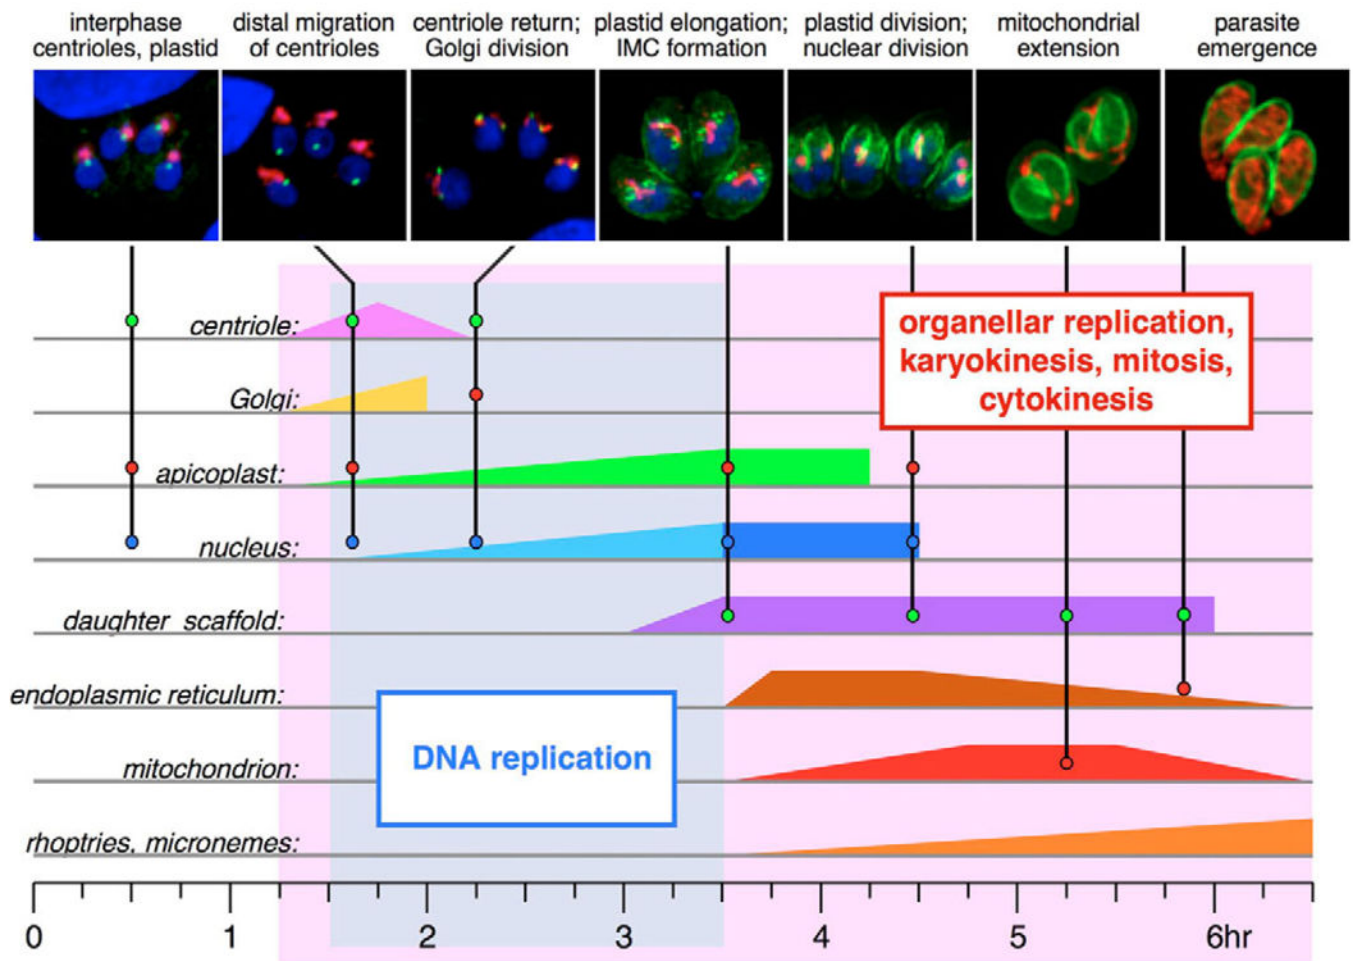 interphase
centrioles, plastid
distal migration
of centrioles
centriole return;
Golgi division
plastid elongation;
IMC formation
plastid division;
nuclear division
mitochondrial
extension
parasite
emergence
centriole:
organellar replication,
karyokinesis, mitosis,
cytokinesis
Golgi:
apicoplast:
nucleus:
daughter scaffold:
endoplasmic reticulum:
DNA replication
mitochondrion:
rhoptries. micronemes:
0 1 2 3 4 5 6hr